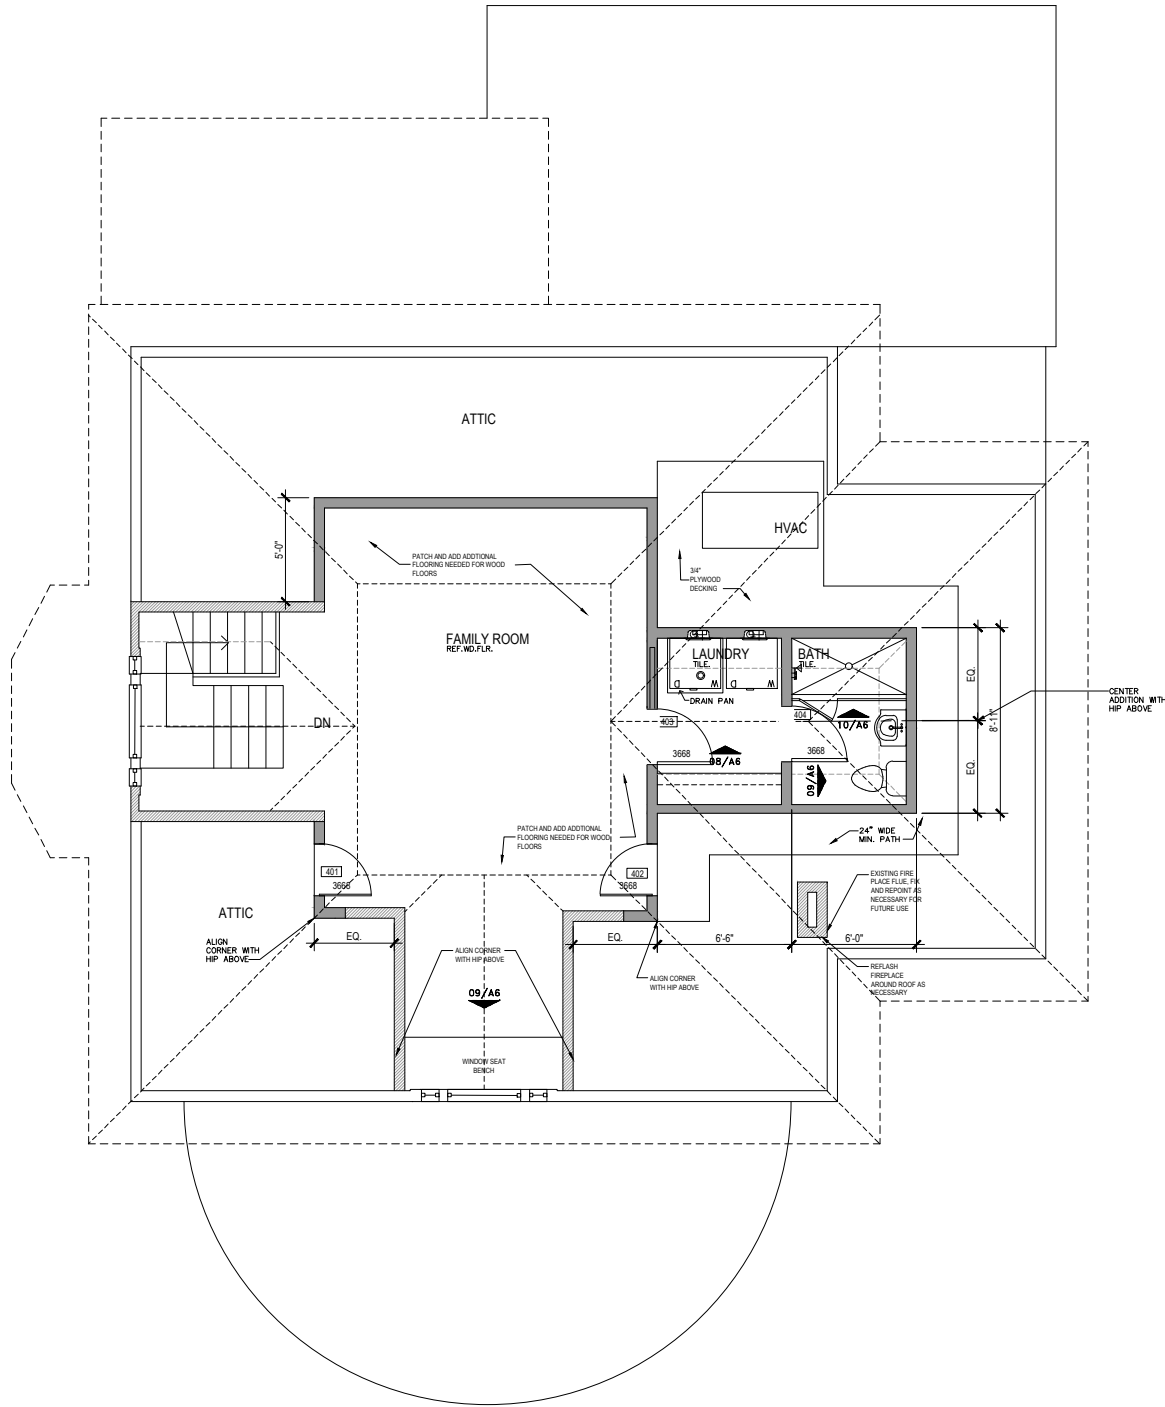 ATTIC
HVAC
5'-0"
PATCH AND ADD ADDTIONAL
FLOORING NEEDED FOR WOOD
FLOORS
3/4"
PLYWOOD
DECKING
FAMILY ROOM
REF.WD.FLR.
LAUNDRY
TILE.
BATH
TILE.
D
W
D
W
DRAIN PAN
DN
403
3668
08/A6
404
3668
10/A6
09/A6
EQ.
EQ.
8'-11"
CENTER
ADDITION WITH
HIP ABOVE
PATCH AND ADD ADDTIONAL
FLOORING NEEDED FOR WOOD
FLOORS
24" WIDE
MIN. PATH
401
3668
402
3668
EXISTING FIRE
PLACE FLUE, FIX
AND REPOINT AS
NECESSARY FOR
FUTURE USE
ATTIC
ALIGN
CORNER WITH
HIP ABOVE
EQ.
EQ.
6'-6"
6'-0"
ALIGN CORNER
WITH HIP ABOVE
ALIGN CORNER
WITH HIP ABOVE
REFLASH
FIREPLACE
AROUND ROOF AS
NECESSARY
09/A6
WINDOW SEAT
BENCH